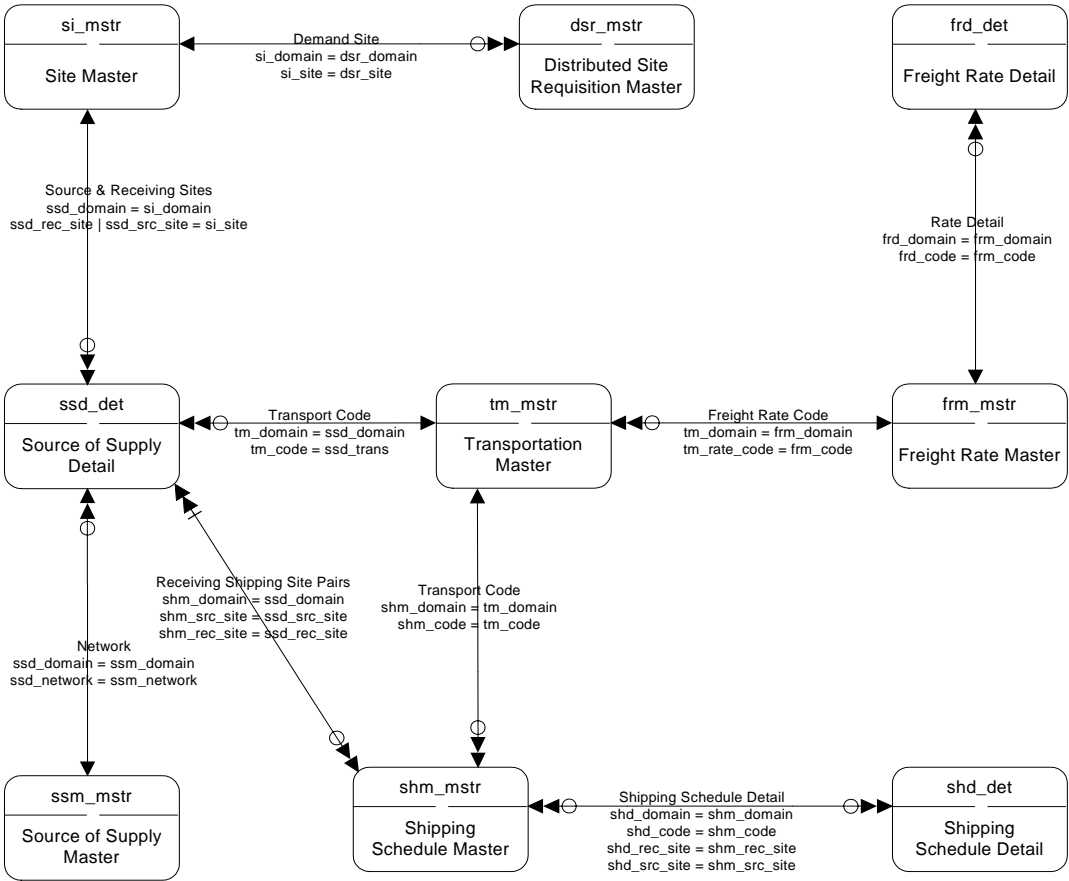 si_mstr
Site Master
Demand Site
si_domain = dsr_domain
si_site = dsr_site
dsr_mstr
Distributed Site
Requisition Master
frd_det
Freight Rate Detail
Source & Receiving Sites
ssd_domain = si_domain
ssd_rec_site | ssd_src_site = si_site
Rate Detail
frd_domain = frm_domain
frd_code = frm_code
ssd_det
Source of Supply
Detail
Transport Code
tm_domain = ssd_domain
tm_code = ssd_trans
tm_mstr
Transportation
Master
Freight Rate Code
tm_domain = frm_domain
tm_rate_code = frm_code
frm_mstr
Freight Rate Master
Receiving Shipping Site Pairs
shm_domain = ssd_domain
shm_src_site = ssd_src_site
shm_rec_site = ssd_rec_site
Transport Code
shm_domain = tm_domain
shm_code = tm_code
Network
ssd_domain = ssm_domain
ssd_network = ssm_network
ssm_mstr
Source of Supply
Master
shm_mstr
Shipping
Schedule Master
Shipping Schedule Detail
shd_domain = shm_domain
shd_code = shm_code
shd_rec_site = shm_rec_site
shd_src_site = shm_src_site
shd_det
Shipping
Schedule Detail